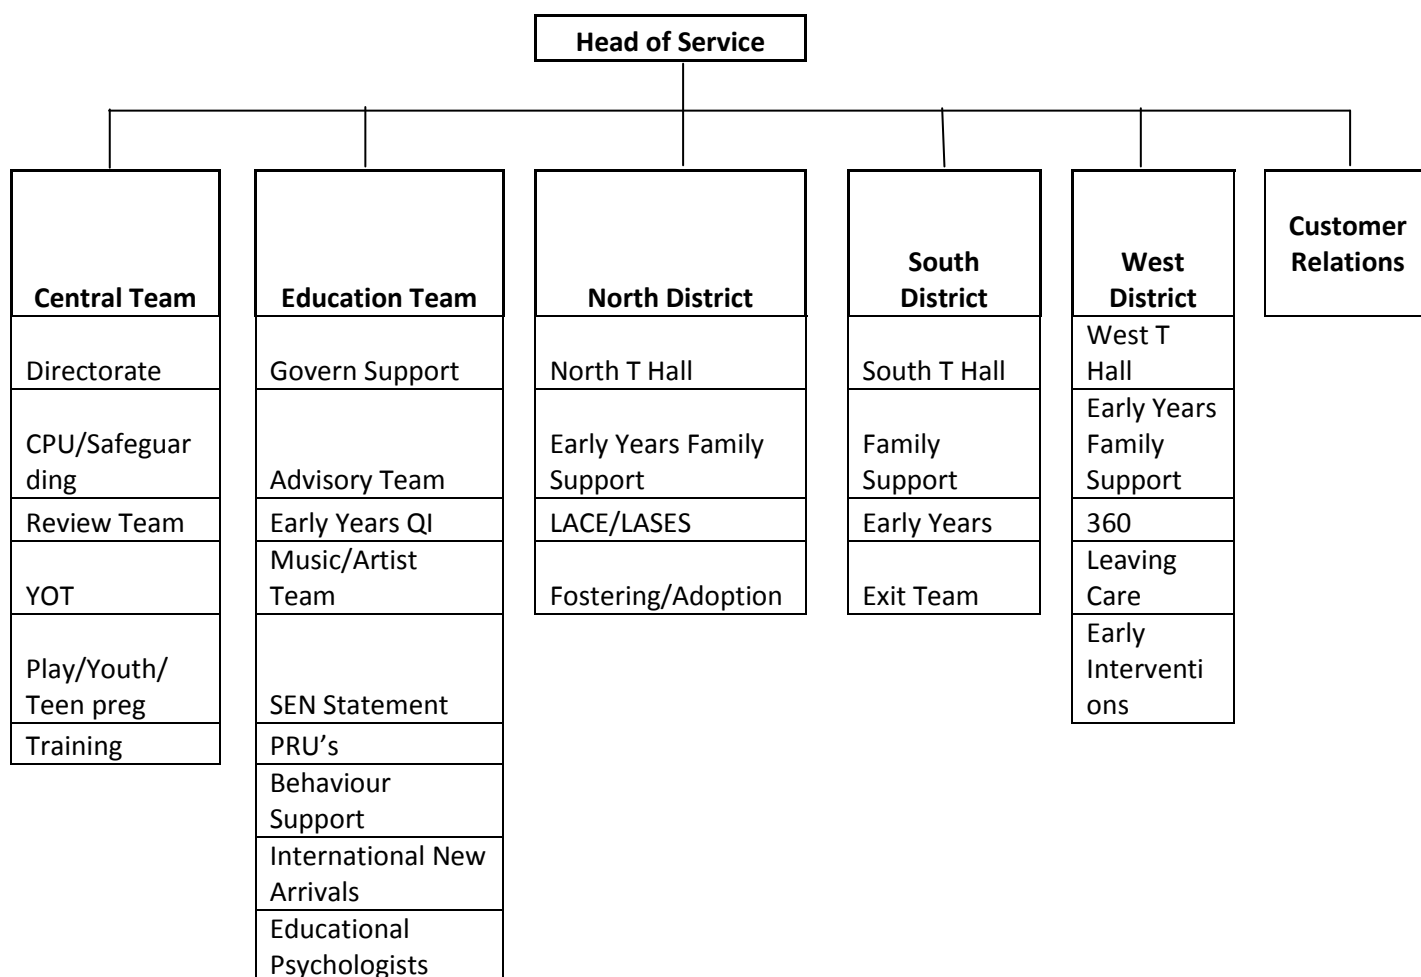 Head of Service
Central Team
Directorate
CPU/Safeguar
ding
Review Team
YOT
Play/Youth/
Teen preg
Training
Education Team
Govern Support
Advisory Team
Early Years QI
Music/Artist
Team
SEN Statement
PRU’s
Behaviour
Support
International New
Arrivals
Educational
Psychologists
North District
North T Hall
Early Years Family
Support
LACE/LASES
Fostering/Adoption
South
District
South T Hall
Family
Support
Early Years
Exit Team
West
District
West T
Hall
Early Years
Family
Support
360
Leaving
Care
Early
Interventi
ons
Customer
Relations